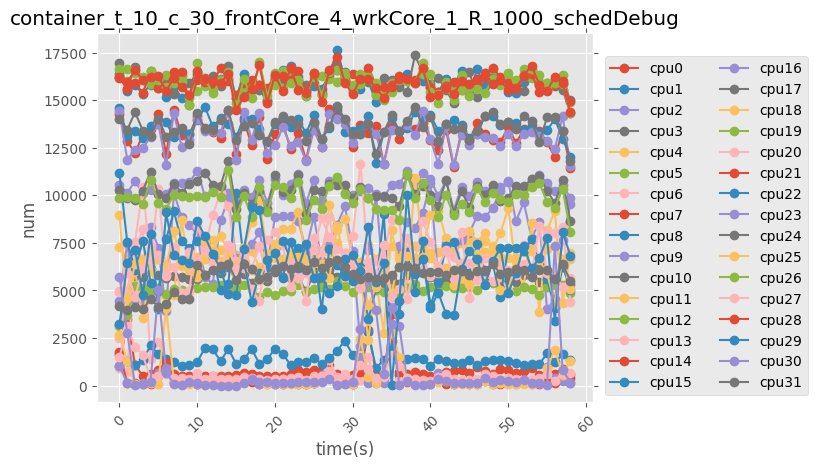 container_t_10_c_30_frontCore_4_wrkCore_1_R_1000_schedDebug
17500
15000
12500
10000
7500
5000
2500
0
num
0
10
20
30
40
50
60
time(s)
cpu0
cpu1
cpu2
cpu3
cpu4
cpu5
cpu6
cpu7
cpu8
cpu9
cpu10
cpu11
cpu12
cpu13
cpu14
cpu15
cpu16
cpu17
cpu18
cpu19
cpu20
cpu21
cpu22
cpu23
cpu24
cpu25
cpu26
cpu27
cpu28
cpu29
cpu30
cpu31